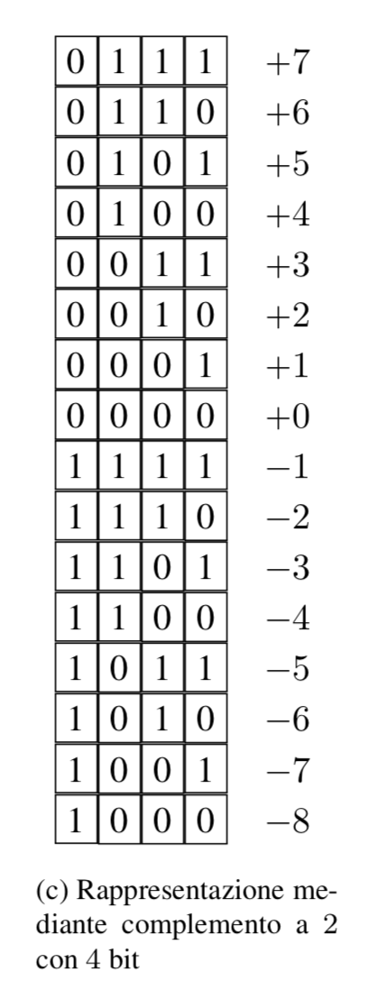 0 1 1 1 +7
0 1 1 0 +6
0 1 0 1 +5
0 1 0 0 +4
0 0 1 1 +3
0 0 1 0 +2
0 0 0 1 +1
0 0 0 0 +0
1 1 1 1 −1
1 1 1 0 −2
1 1 0 1 −3
1 1 0 0 −4
1 0 1 1 −5
1 0 1 0 −6
1 0 0 1 −7
1 0 0 0 −8
(c) Rappresentazione me-
diante complemento a 2
con 4 bit